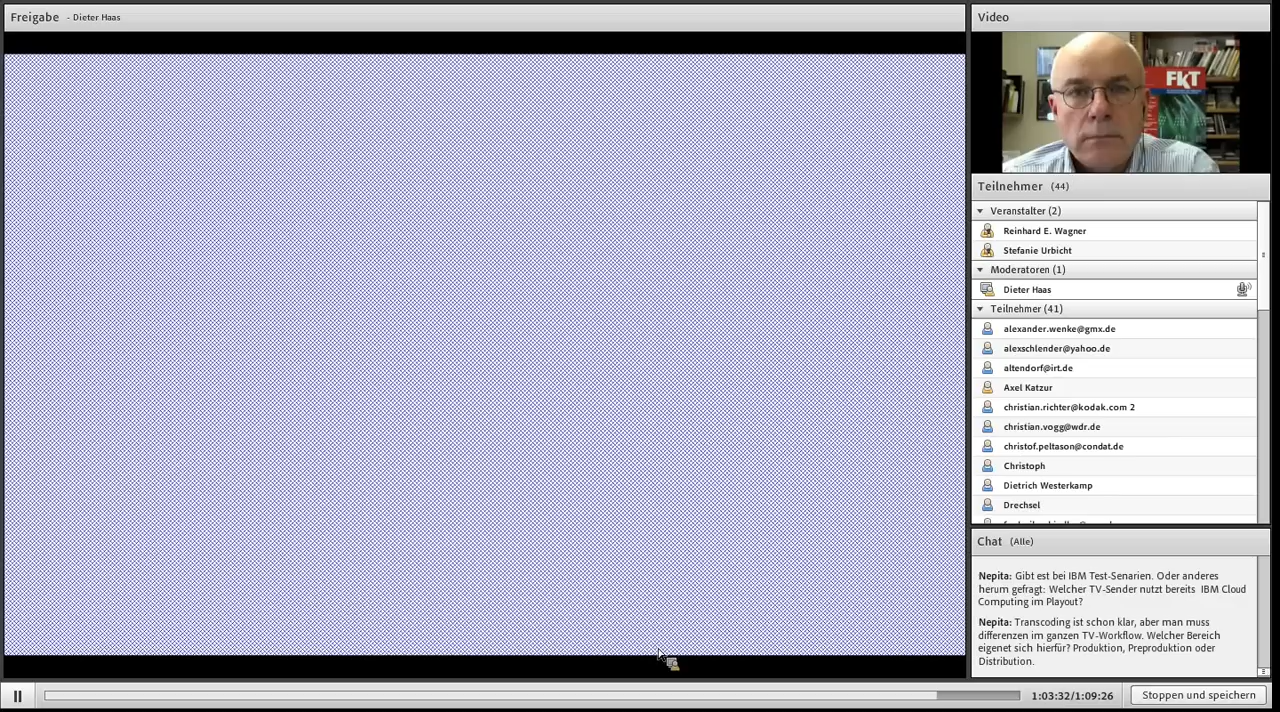 Freigabe - Dieter Haas
Video
FKT
Teilnehmer (44)
Veranstalter (2)
Reinhard E. Wagner
Stefanie Urbicht
Moderatoren (1)
Dieter Haas
Teilnehmer (41)
alexander.wenke@gmx.de
alexschlender@yahoo.de
altendorf@irt.de
Axel Katzur
christian.richter@kodak.com 2
christian.vogg@wdr.de
christof.peltason@condat.de
Christoph
Dietrich Westerkamp
Drechsel
Chat (Alle)
Nepita: Gibt est bei IBM Test-Senarien. Oder anderes
herum gefragt: Welcher TV-Sender nutzt bereits IBM Cloud
Computing im Playout?
Nepita: Transcoding ist schon klar, aber man muss
differenzen im ganzen TV-Workflow. Welcher Bereich
eigenet sich hierfür? Produktion, Preproduktion oder
Distribution.
1:03:32/1:09:26
Stoppen und speichern